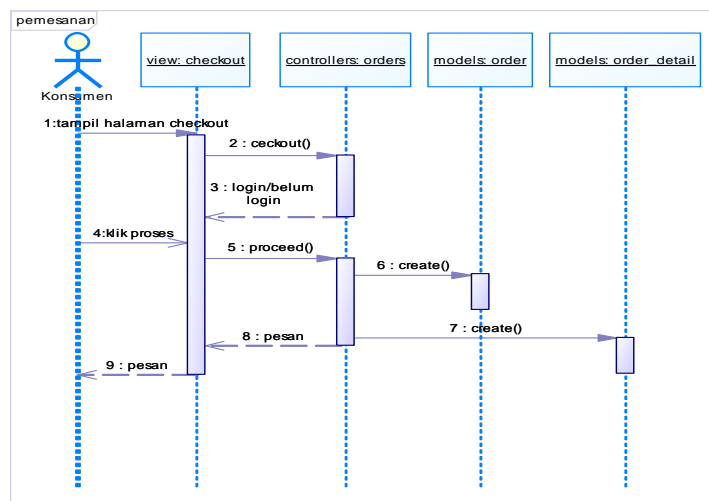 pemesanan
view: checkout
controllers: orders
models: order
models: order_detail
Konsumen
1:tampil halaman checkout
2 : ceckout()
3 : login/belum
login
4:klik proses
5 : proceed()
6 : create()
7 : create()
8 : pesan
9 : pesan